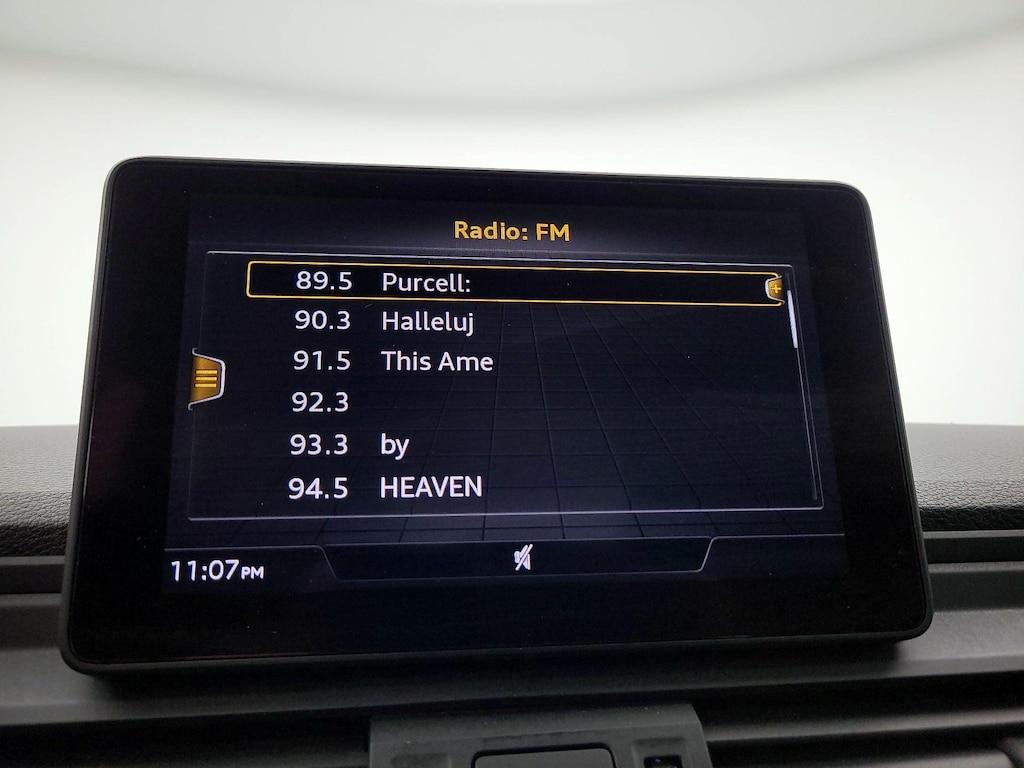 Radio: FM
89.5 Purcell:
90.3 Halleluj
91.5 This Ame
92.3
93.3 by
94.5 HEAVEN
11:07PM